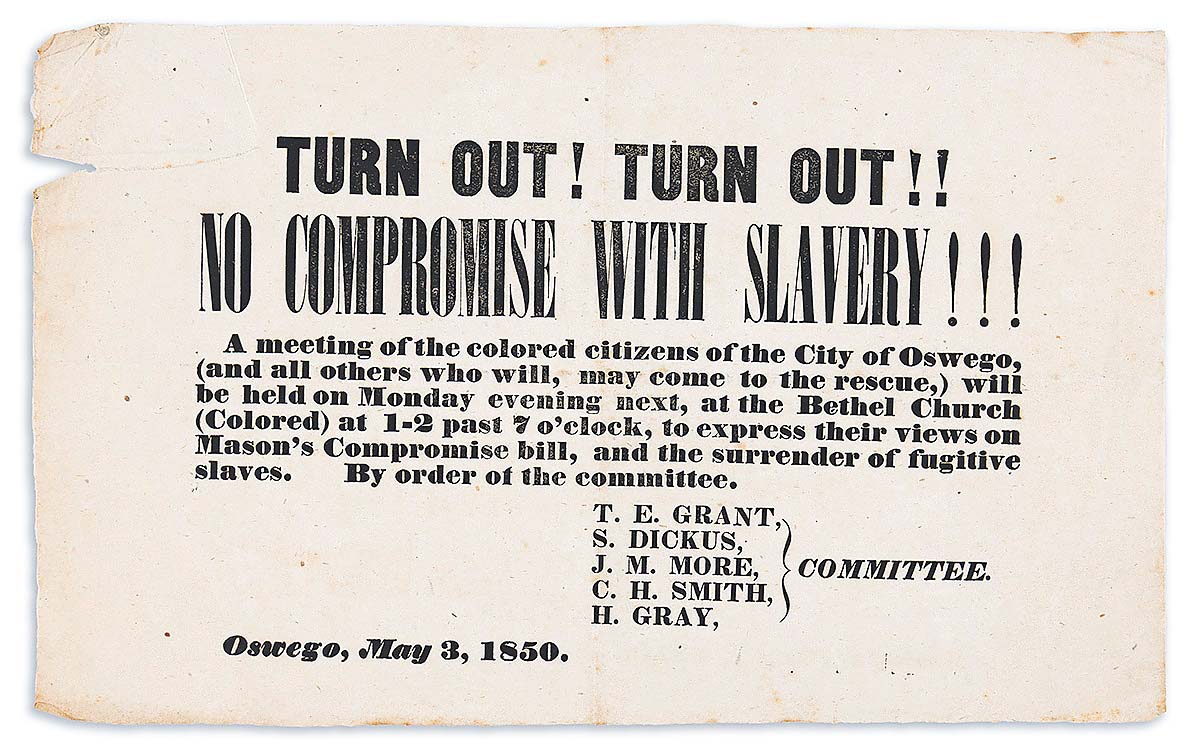 TURN OUT! TURN OUT!!
NO COMPROMISE WITH SLAVERY!!!
A meeting of the colored citizens of the City of Oswego,
(and all others who will, may come to the rescue,) will
be held on Monday evening next, at the Bethel Church
(Colored) at 1-2 past 7 o'clock, to express their views on
Mason's Compromise bill, and the surrender of fugitive
slaves. By order of the committee.
T. E. GRANT,
S. DICKUS,
J. M. MORE,
C. H. SMITH,
H. GRAY,
COMMITTEE.
Oswego, May 3, 1850.